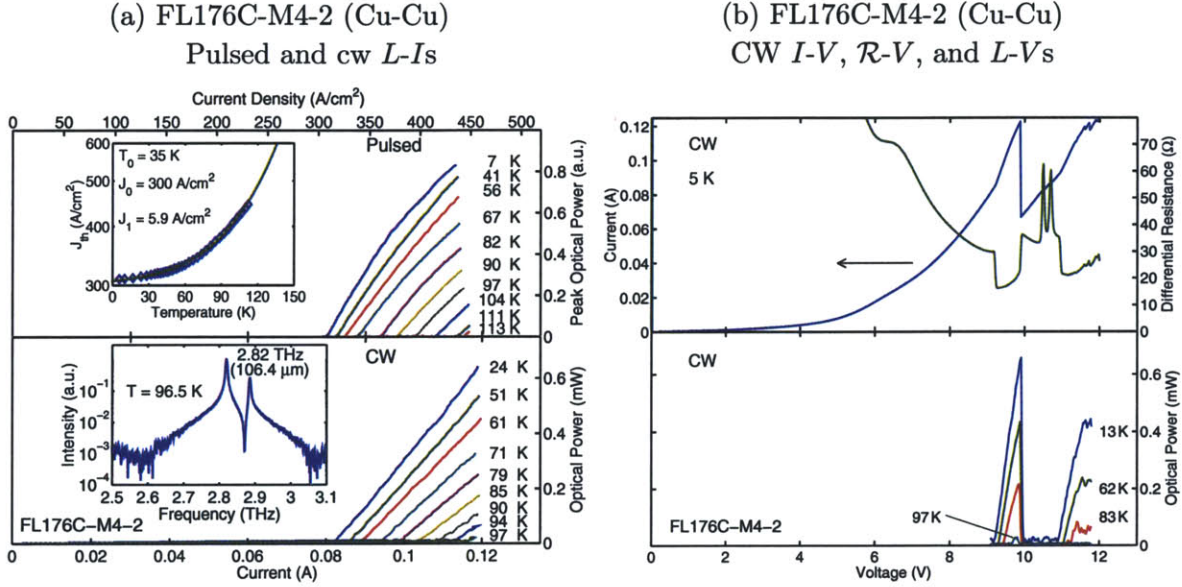 (a) FL176C-M4-2 (Cu-Cu)
Pulsed and cw L-Is
Current Density (A/cm²)
0 50 100 150 200 250 300 350 400 450 500
Pulsed
600
500
400
300
J_th (A/cm²)
T₀ = 35 K
J₀ = 300 A/cm²
J₁ = 5.9 A/cm²
0 30 60 90 120 150
Temperature (K)
7 K
41 K
56 K
67 K
82 K
90 K
97 K
104 K
111 K
113 K
0.8
0.6
0.4
0.2
0
Peak Optical Power (a.u.)
CW
2.82 THz
(106.4 μm)
T = 96.5 K
Intensity (a.u.)
10⁻¹
10⁻²
10⁻³
10⁻⁴
2.5 2.6 2.7 2.8 2.9 3 3.1
Frequency (THz)
24 K
51 K
61 K
71 K
79 K
85 K
90 K
94 K
97 K
0.6
0.4
0.2
0
Optical Power (mW)
FL176C–M4–2
0 0.02 0.04 0.06 0.08 0.10 0.12
Current (A)
(b) FL176C-M4-2 (Cu-Cu)
CW I-V, R-V, and L-Vs
0.12
0.1
0.08
0.06
0.04
0.02
0
Current (A)
CW
5 K
70
60
50
40
30
20
10
0
Differential Resistance (Ω)
CW
13K
62K
83K
97K
0.6
0.4
0.2
0
Optical Power (mW)
FL176C–M4–2
0 2 4 6 8 10 12
Voltage (V)